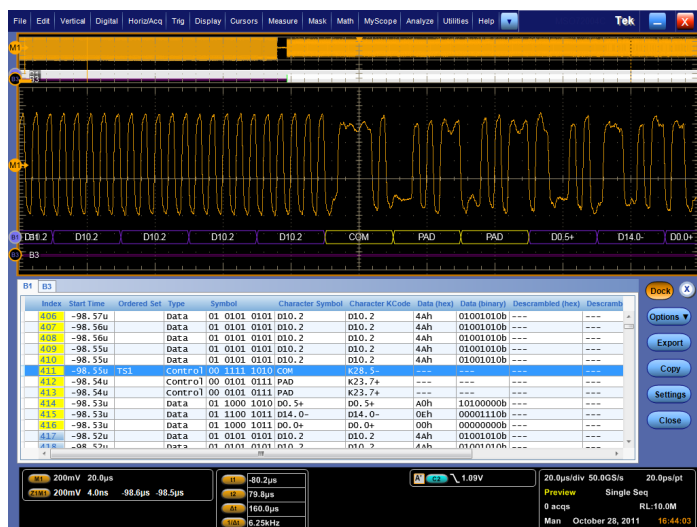 File Edit Vertical Digital Horiz/Acq Trig Display Cursors Measure Mask Math MyScope Analyze Utilities Help Tek X
M1
B3
M1
B1 D10.2 D10.2 D10.2 D10.2 D10.2 COM PAD PAD D0.5+ D14.0- D0.0+
B3 B3
B1 B3
Index Start Time Ordered Set Type Symbol Character Symbol Character KCode Data (hex) Data (binary) Descrambled (hex) Descramb
406 -98.57u Data 01 0101 0101 D10.2 D10.2 4Ah 01001010b ---
407 -98.56u Data 01 0101 0101 D10.2 D10.2 4Ah 01001010b ---
408 -98.56u Data 01 0101 0101 D10.2 D10.2 4Ah 01001010b ---
409 -98.55u Data 01 0101 0101 D10.2 D10.2 4Ah 01001010b ---
410 -98.55u Data 01 0101 0101 D10.2 D10.2 4Ah 01001010b ---
411 -98.55u TS1 Control 00 1111 1010 COM K28.5- --- --- ---
412 -98.54u Control 00 0101 0111 PAD K23.7+ --- --- ---
413 -98.54u Control 00 0101 0111 PAD K23.7+ --- --- ---
414 -98.53u Data 01 1000 1010 D0.5+ D0.5+ A0h 10100000b ---
415 -98.53u Data 01 1100 1011 D14.0- D14.0- 0Eh 00001110b ---
416 -98.53u Data 01 1000 1011 D0.0+ D0.0+ 00h 00000000b ---
417 -98.52u Data 01 0101 0101 D10.2 D10.2 4Ah 01001010b ---
418 -98.52u Data 01 0101 0101 D10.2 D10.2 4Ah 01001010b ---
Dock X
Options
Export
Copy
Settings
Close
M1 200mV 20.0µs
Z1M1 200mV 4.0ns -98.6µs -98.5µs
t1 -80.2µs
t2 79.8µs
Δt 160.0µs
1/Δt 6.25kHz
A' C2 1.09V
20.0µs/div 50.0GS/s 20.0ps/pt
Preview Single Seq
0 acqs RL:10.0M
Man October 28, 2011 16:44:03